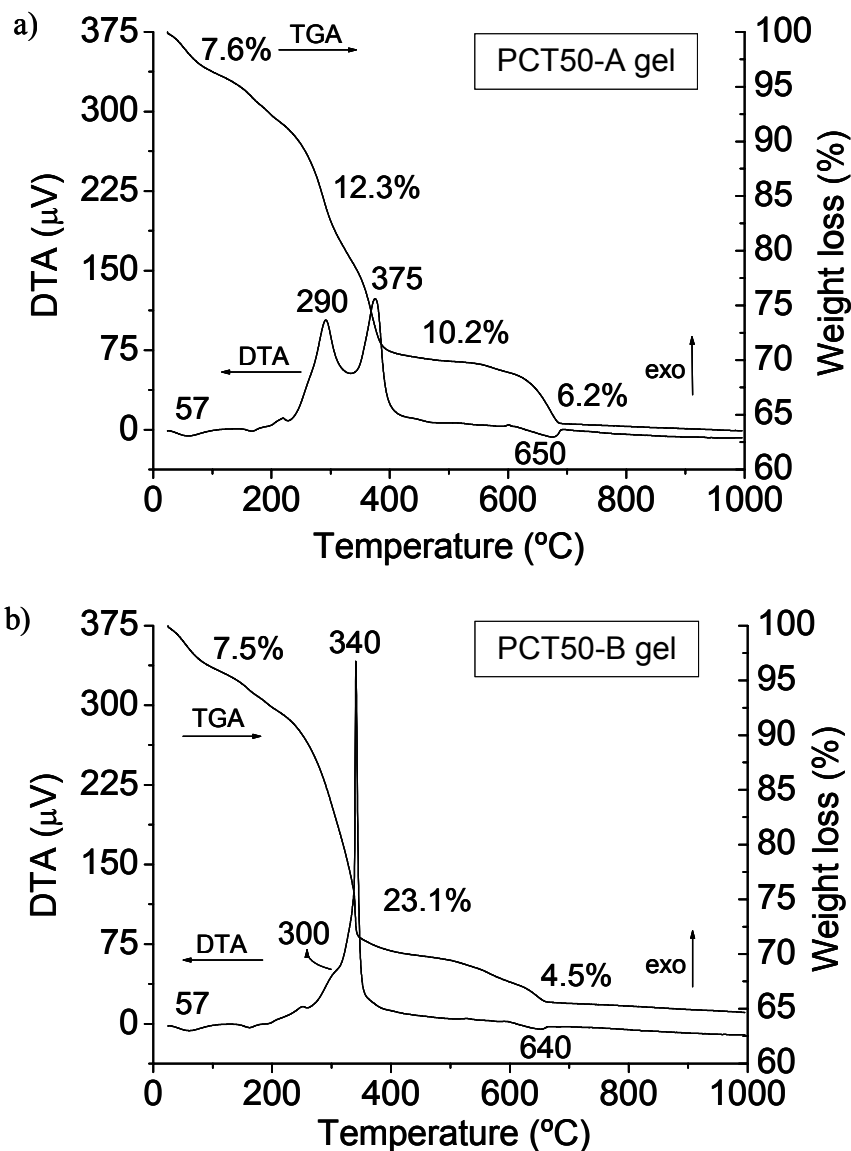 a)
375
300
225
150
75
0
DTA (μV)
7.6%
TGA
PCT50-A gel
12.3%
290
375
10.2%
DTA
exo
57
6.2%
650
100
95
90
85
80
75
70
65
60
Weight loss (%)
0 200 400 600 800 1000
Temperature (ºC)
b)
375
300
225
150
75
0
DTA (μV)
7.5%
340
PCT50-B gel
TGA
23.1%
300
DTA
exo
57
4.5%
640
100
95
90
85
80
75
70
65
60
Weight loss (%)
0 200 400 600 800 1000
Temperature (ºC)